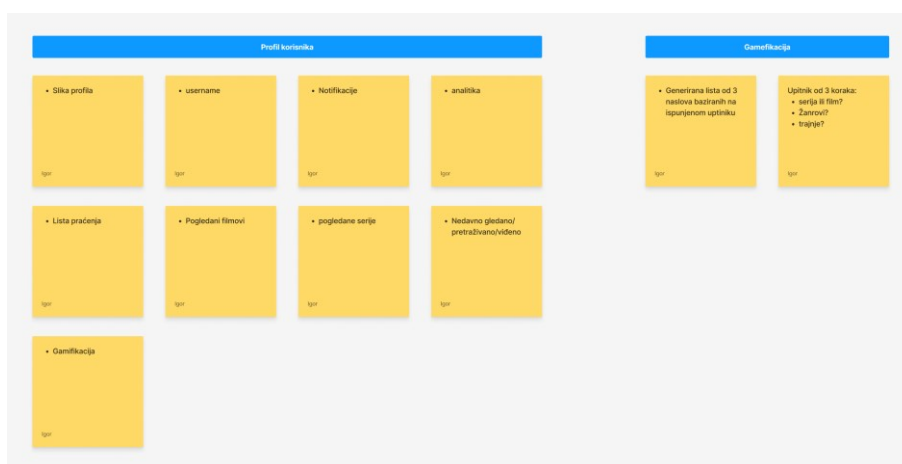 Profil korisnika
Gamefikacija
• Slika profila
Igor
• username
Igor
• Notifikacije
Igor
• analitika
Igor
• Generirana lista od 3
naslova baziranih na
ispunjenom uptiniku
Igor
Upitnik od 3 koraka:
• serija ili film?
• Žanrovi?
• trajnje?
Igor
• Lista praćenja
Igor
• Pogledani filmovi
Igor
• pogledane serije
Igor
• Nedavno gledano/
pretraživano/viđeno
Igor
• Gamifikacija
Igor